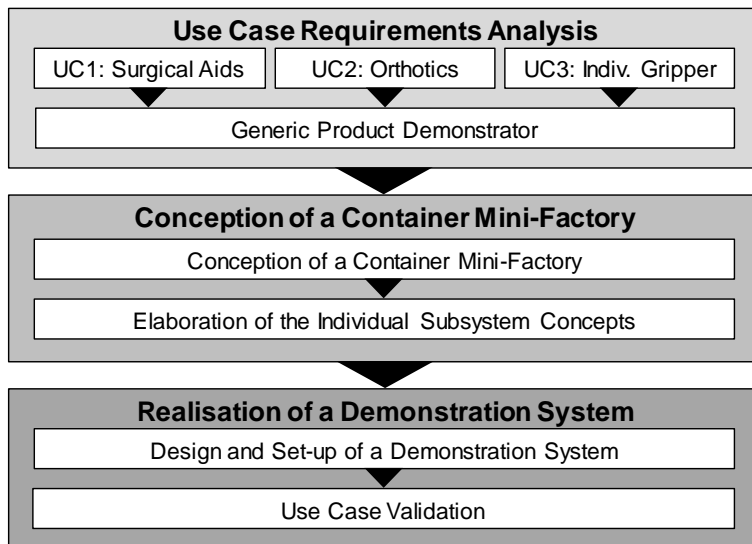 Use Case Requirements Analysis
UC1: Surgical Aids
UC2: Orthotics
UC3: Indiv. Gripper
Generic Product Demonstrator
Conception of a Container Mini-Factory
Conception of a Container Mini-Factory
Elaboration of the Individual Subsystem Concepts
Realisation of a Demonstration System
Design and Set-up of a Demonstration System
Use Case Validation